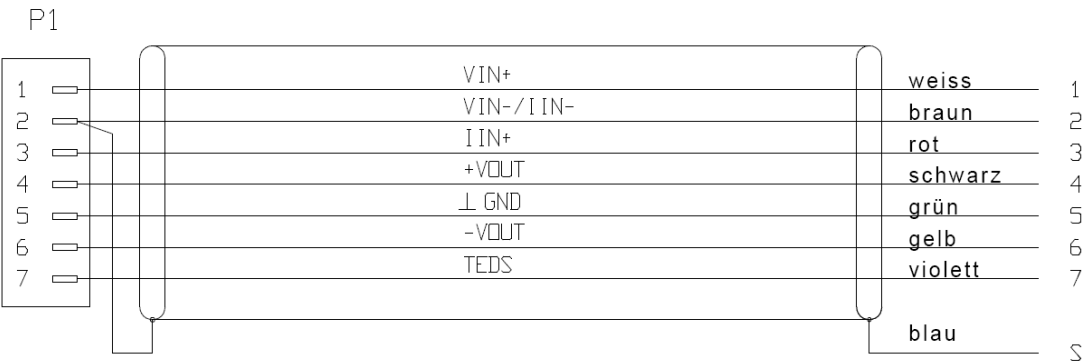 P1
1 VIN+ weiss 1
2 VIN-/IIN- braun 2
3 IIN+ rot 3
4 +VOUT schwarz 4
5 ⊥ GND grün 5
6 -VOUT gelb 6
7 TEDS violett 7
blau S